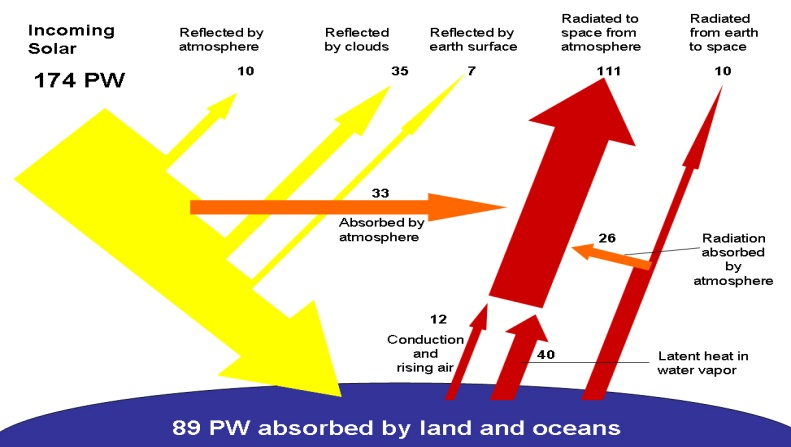 Incoming
Solar
174 PW
Reflected by
atmosphere
10
Reflected
by clouds
35
Reflected by
earth surface
7
Radiated to
space from
atmosphere
111
Radiated
from earth
to space
10
33
Absorbed by
atmosphere
26
Radiation
absorbed
by
atmosphere
12
Conduction
and
rising air
40
Latent heat in
water vapor
89 PW absorbed by land and oceans